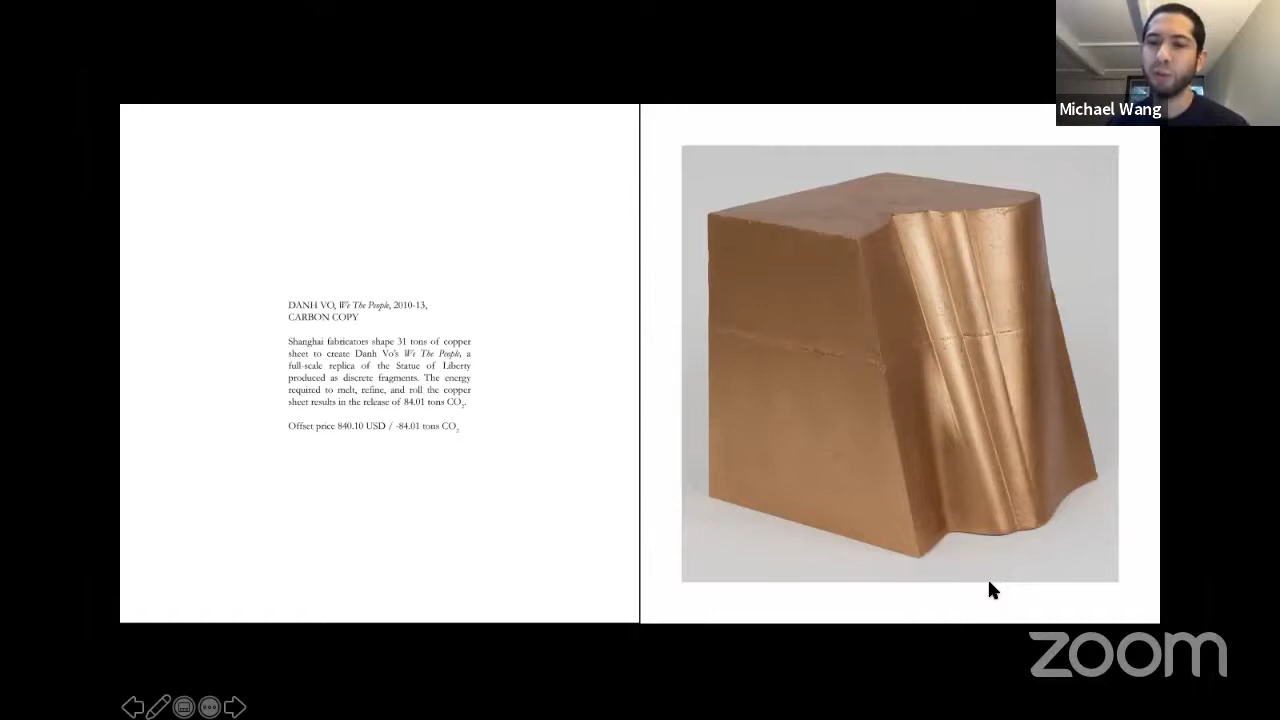 Michael Wang
DANH VO, We The People, 2010-13,
CARBON COPY
Shanghai fabricators shape 31 tons of copper
sheet to create Danh Vo's We The People, a
full-scale replica of the Statue of Liberty
produced as discrete fragments. The energy
required to melt, refine, and roll the copper
sheet results in the release of 84.01 tons CO₂.
Offset price 840.10 USD / -84.01 tons CO₂
zoom